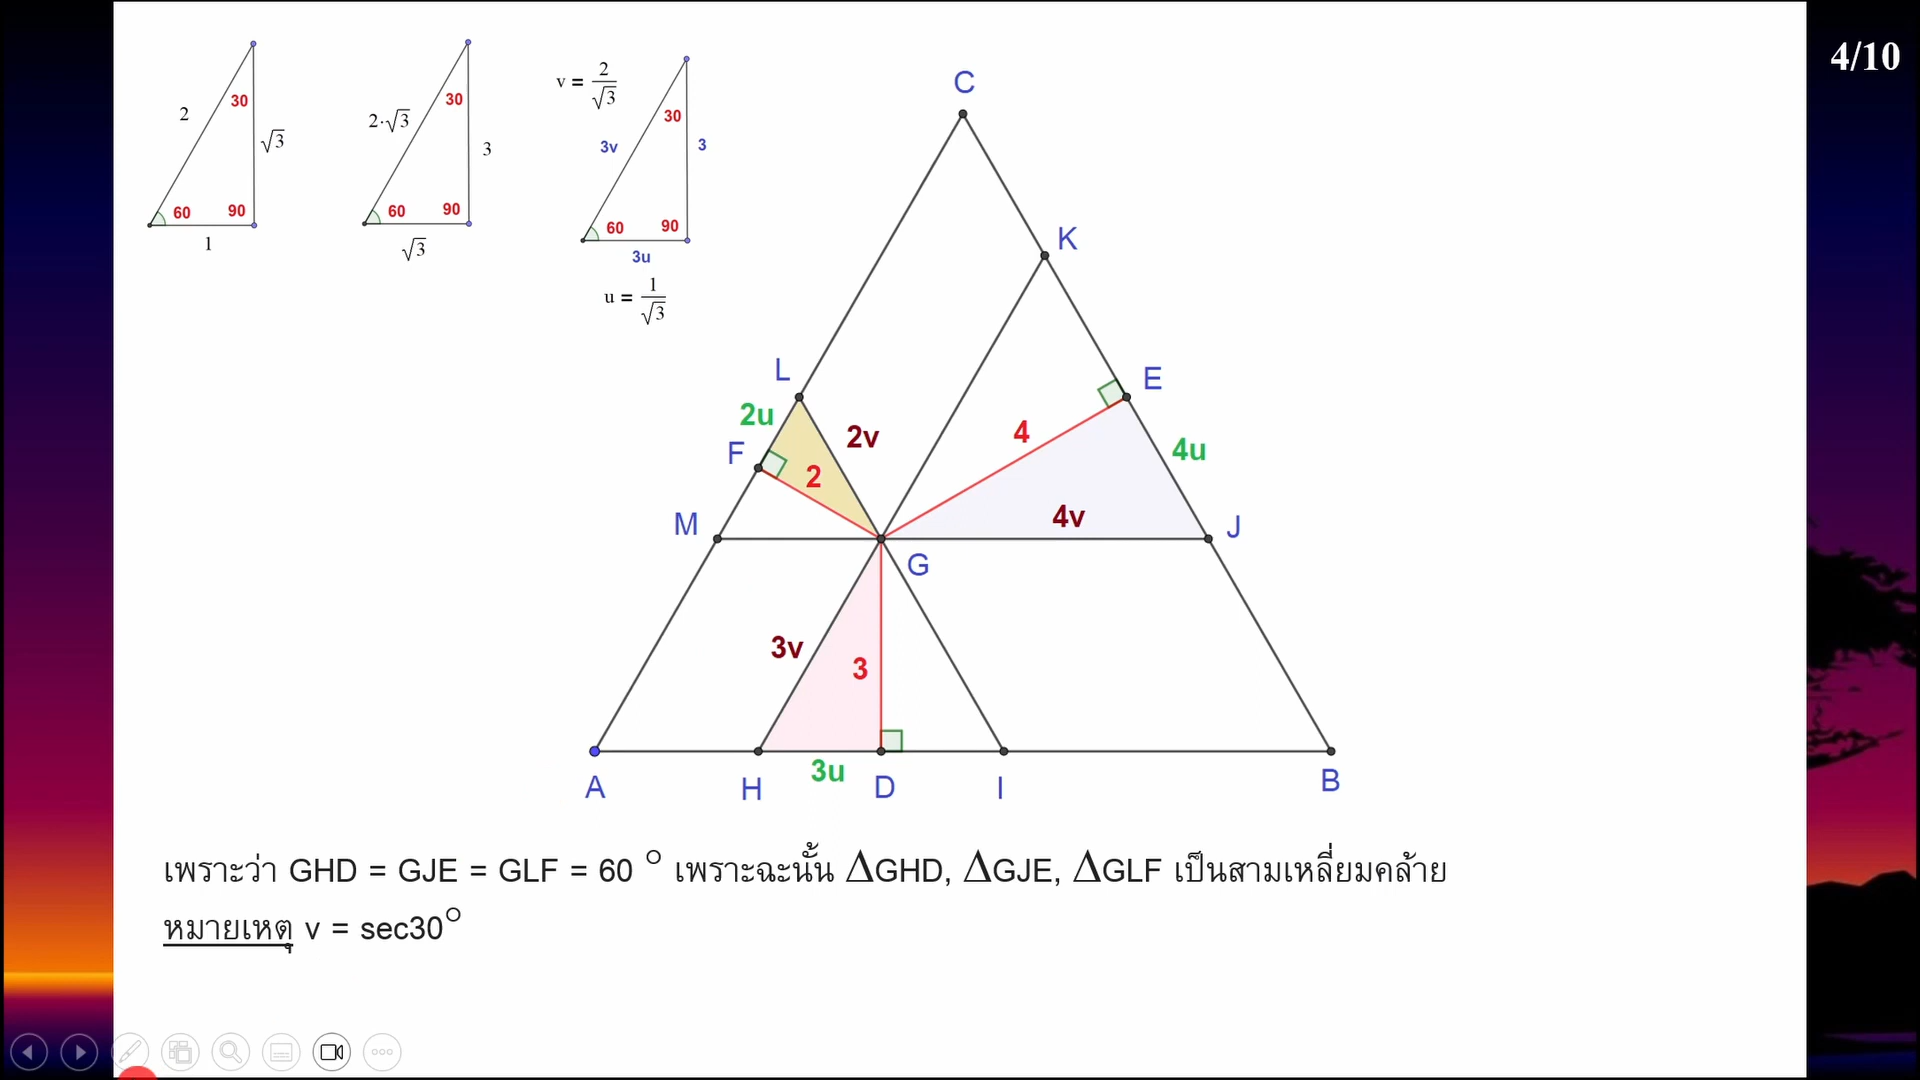 4/10
2
30
√3
60
90
1
2·√3
30
3
60
90
√3
v = 2/√3
3v
30
3
60
90
3u
u = 1/√3
C
K
L
E
2u
2v
4
4u
F
2
M
4v
J
G
3v
3
3u
A
H
D
I
B
เพราะว่า GHD = GJE = GLF = 60 ° เพราะฉะนั้น ΔGHD, ΔGJE, ΔGLF เป็นสามเหลี่ยมคล้าย
หมายเหตุ v = sec30°